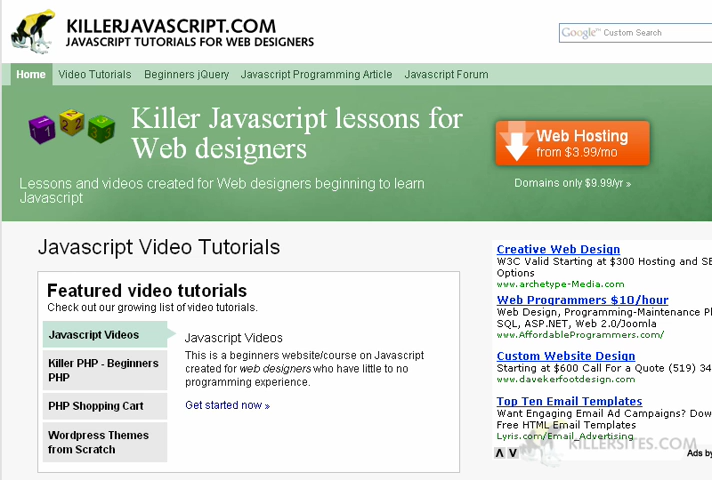 KILLERJAVASCRIPT.COM
JAVASCRIPT TUTORIALS FOR WEB DESIGNERS
Google™ Custom Search
Home Video Tutorials Beginners jQuery Javascript Programming Article Javascript Forum
1 1 2 2 3 3
Killer Javascript lessons for
Web designers
Lessons and videos created for Web designers beginning to learn
Javascript
Web Hosting
from $3.99/mo
Domains only $9.99/yr »
Javascript Video Tutorials
Featured video tutorials
Check out our growing list of video tutorials.
Javascript Videos
Killer PHP - Beginners
PHP
PHP Shopping Cart
Wordpress Themes
from Scratch
Javascript Videos
This is a beginners website/course on Javascript
created for web designers who have little to no
programming experience.
Get started now »
Creative Web Design
W3C Valid Starting at $300 Hosting and SE
Options
www.archetype-Media.com
Web Programmers $10/hour
Web Design, Programming-Maintenance Pl
SQL, ASP.NET, Web 2.0/Joomla
www.AffordableProgrammers.com/
Custom Website Design
Starting at $600 Call For a Quote (519) 34
www.davekerfootdesign.com
Top Ten Email Templates
Want Engaging Email Ad Campaigns? Dow
Free HTML Email Templates
Lyris.com/Email_Advertising
KILLERSITES.COM
Ads by